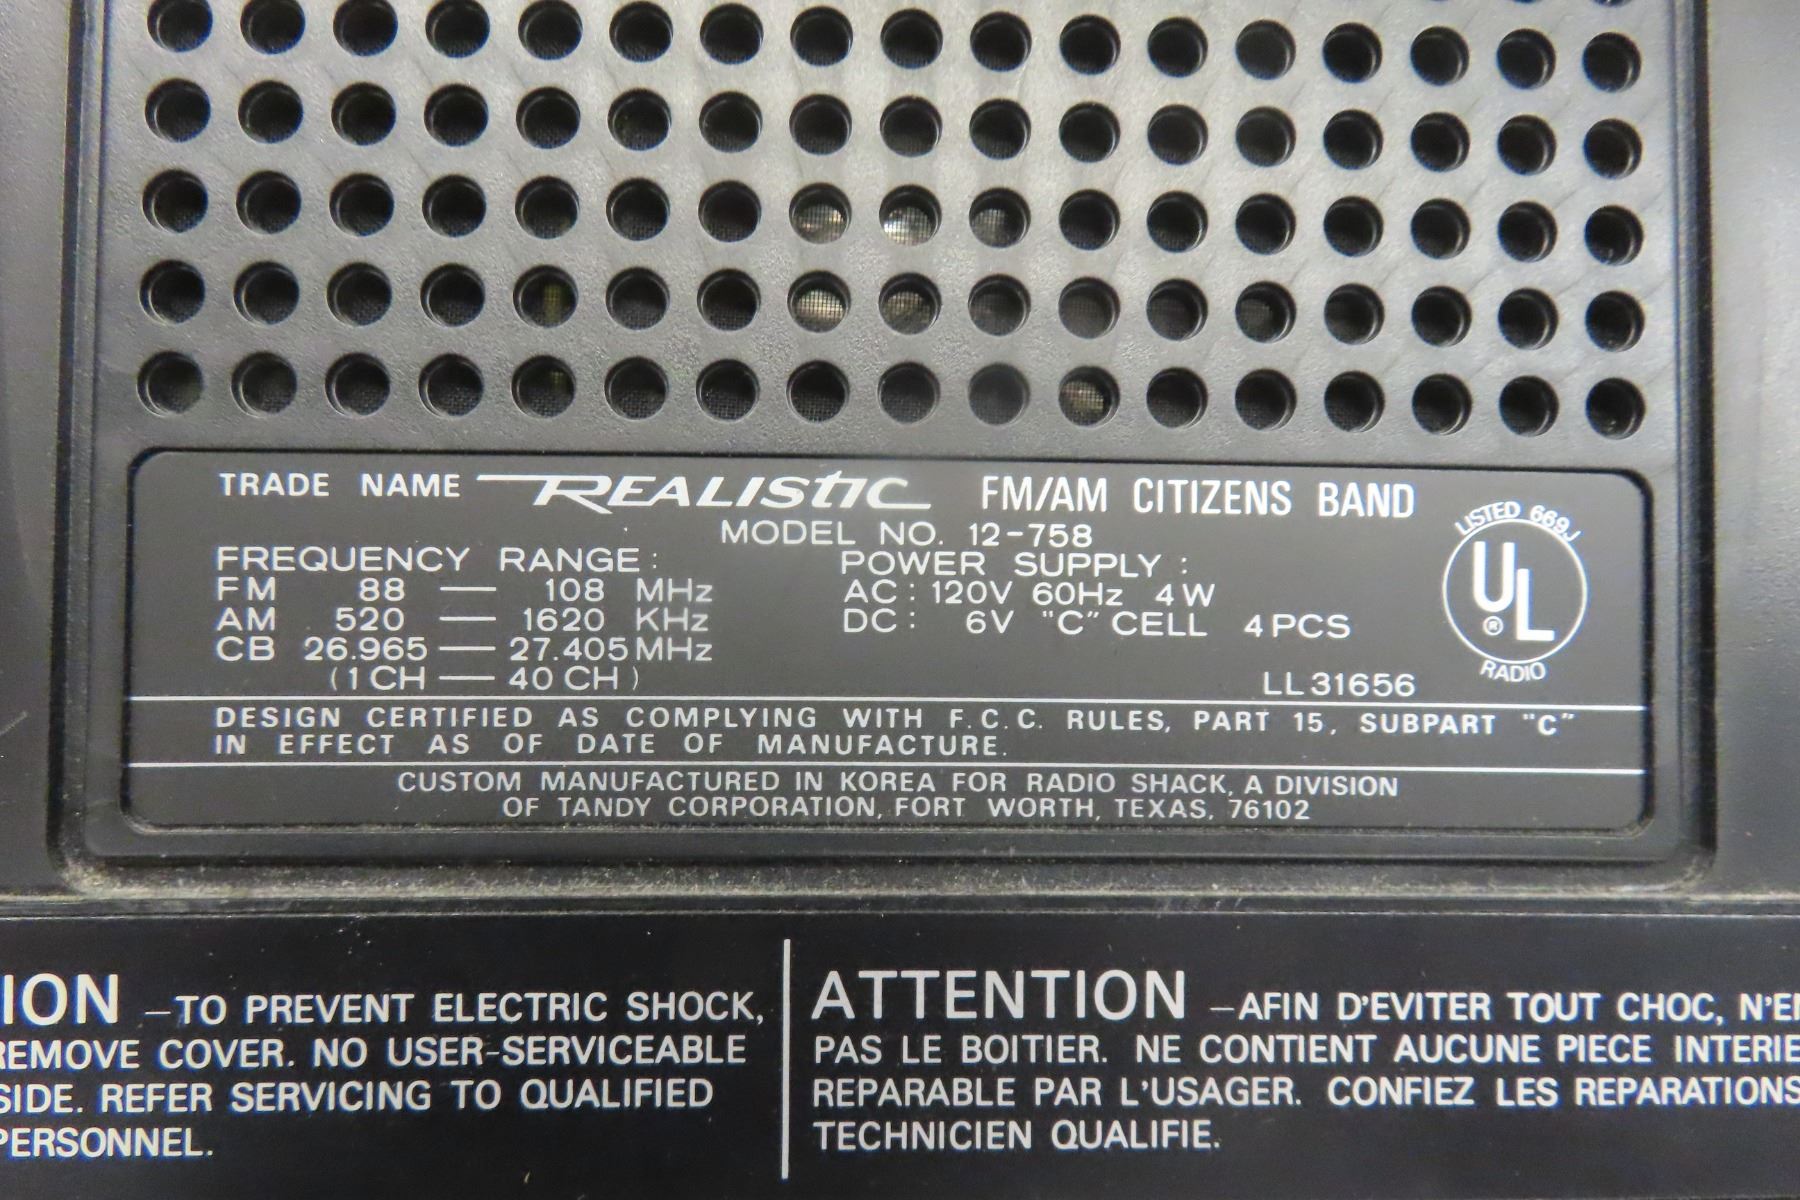 TRADE NAME REALISTIC FM/AM CITIZENS BAND
MODEL NO. 12-758
FREQUENCY RANGE:
FM 88 — 108 MHz
AM 520 — 1620 KHz
CB 26.965 — 27.405 MHz
(1 CH — 40 CH)
POWER SUPPLY:
AC: 120V 60Hz 4W
DC: 6V "C" CELL 4PCS
LL31656
LISTED 669J
UL®
RADIO
DESIGN CERTIFIED AS COMPLYING WITH F.C.C. RULES, PART 15, SUBPART "C"
IN EFFECT AS OF DATE OF MANUFACTURE.
CUSTOM MANUFACTURED IN KOREA FOR RADIO SHACK, A DIVISION
OF TANDY CORPORATION, FORT WORTH, TEXAS, 76102
ION —TO PREVENT ELECTRIC SHOCK,
REMOVE COVER. NO USER-SERVICEABLE
SIDE. REFER SERVICING TO QUALIFIED
PERSONNEL.
ATTENTION —AFIN D'EVITER TOUT CHOC,
PAS LE BOITIER. NE CONTIENT AUCUNE PIECE INTERIE
REPARABLE PAR L'USAGER. CONFIEZ LES REPARATIONS
TECHNICIEN QUALIFIE.